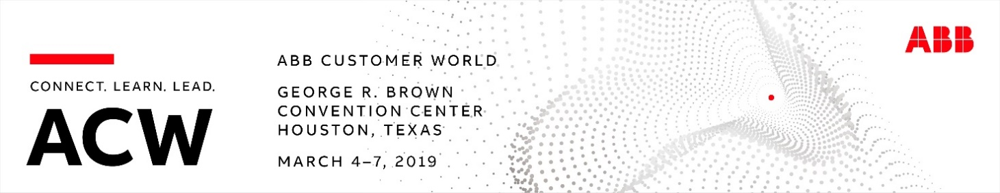 CONNECT. LEARN. LEAD.
ACW
ABB CUSTOMER WORLD
GEORGE R. BROWN
CONVENTION CENTER
HOUSTON, TEXAS
MARCH 4–7, 2019
ABB